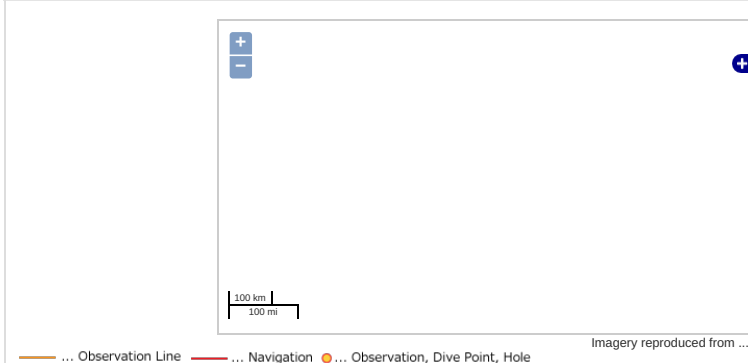 +
−
+
100 km
100 mi
Imagery reproduced from ...
... Observation Line ... Navigation ... Observation, Dive Point, Hole